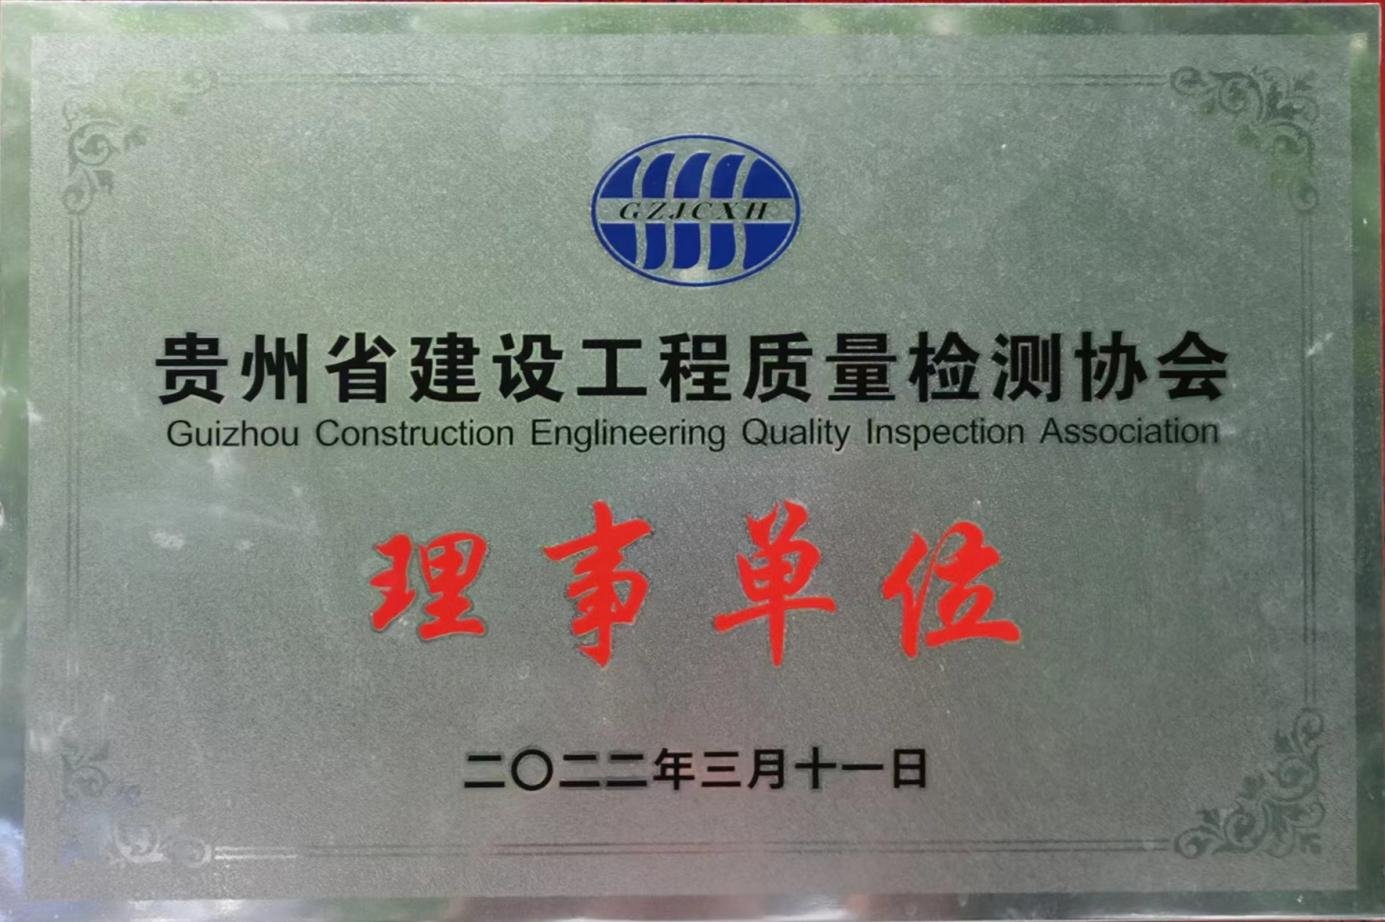 GZJCXH
贵州省建设工程质量检测协会
Guizhou Construction Englineering Quality Inspection Association
理事单位
二〇二二年三月十一日